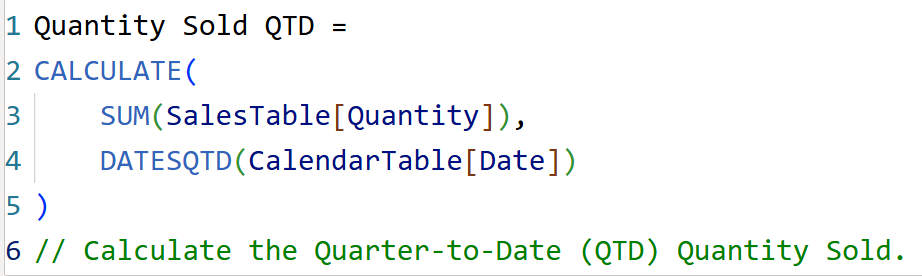 1 Quantity Sold QTD =
2 CALCULATE(
3 SUM(SalesTable[Quantity]),
4 DATESQTD(CalendarTable[Date])
5 )
6 // Calculate the Quarter-to-Date (QTD) Quantity Sold.